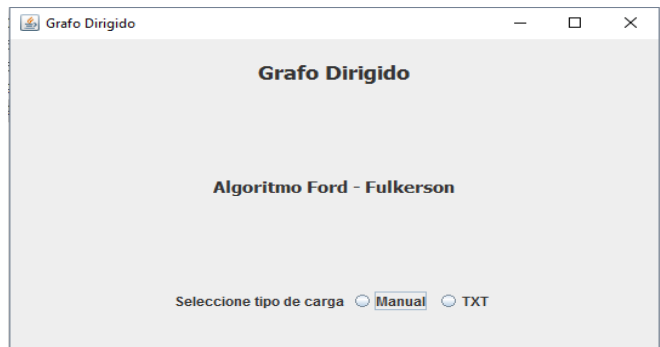 Grafo Dirigido
Grafo Dirigido
Algoritmo Ford - Fulkerson
Seleccione tipo de carga Manual TXT